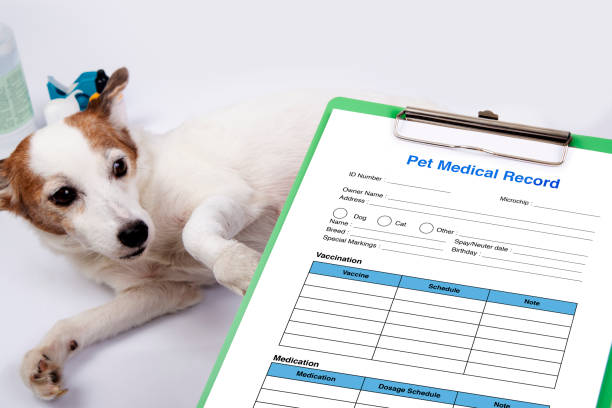 Pet Medical Record
ID Number : Microchip:
Owner Name :
Address :
Dog Cat Other :
Name : Spay/Neuter date :
Breed : Birthday :
Special Markings :
Vaccination
Vaccine Schedule Note
Medication
Medication Dosage Schedule Note